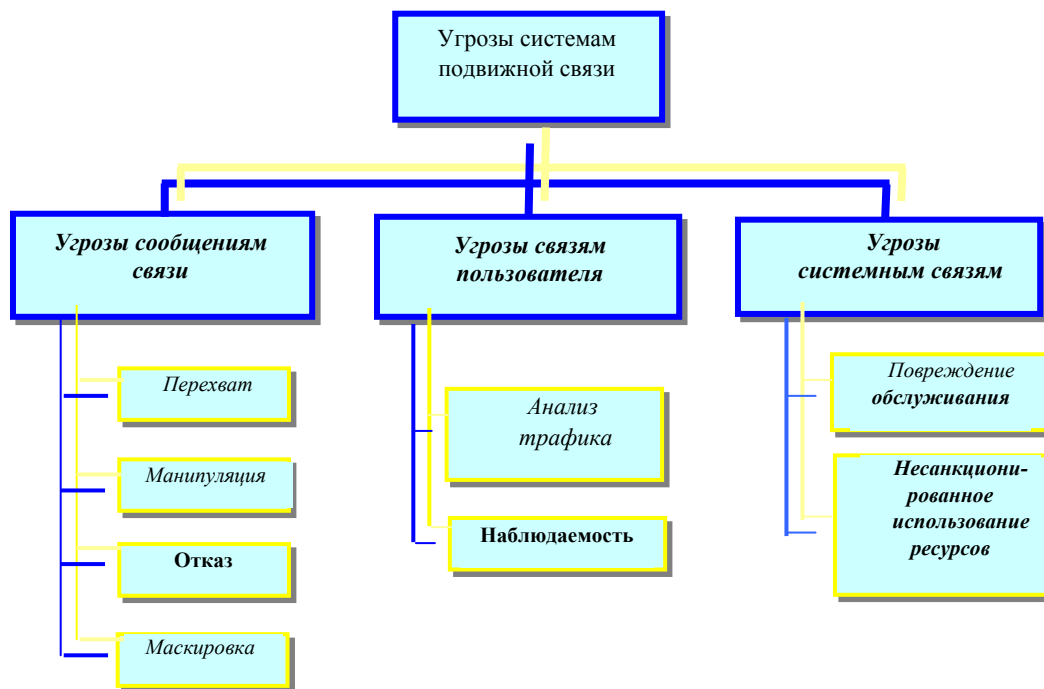 Угрозы системам
подвижной связи
Угрозы сообщениям
связи
Перехват
Манипуляция
Отказ
Маскировка
Угрозы связям
пользователя
Анализ
трафика
Наблюдаемость
Угрозы
системным связям
Повреждение
обслуживания
Несанкциони-
рованное
использование
ресурсов